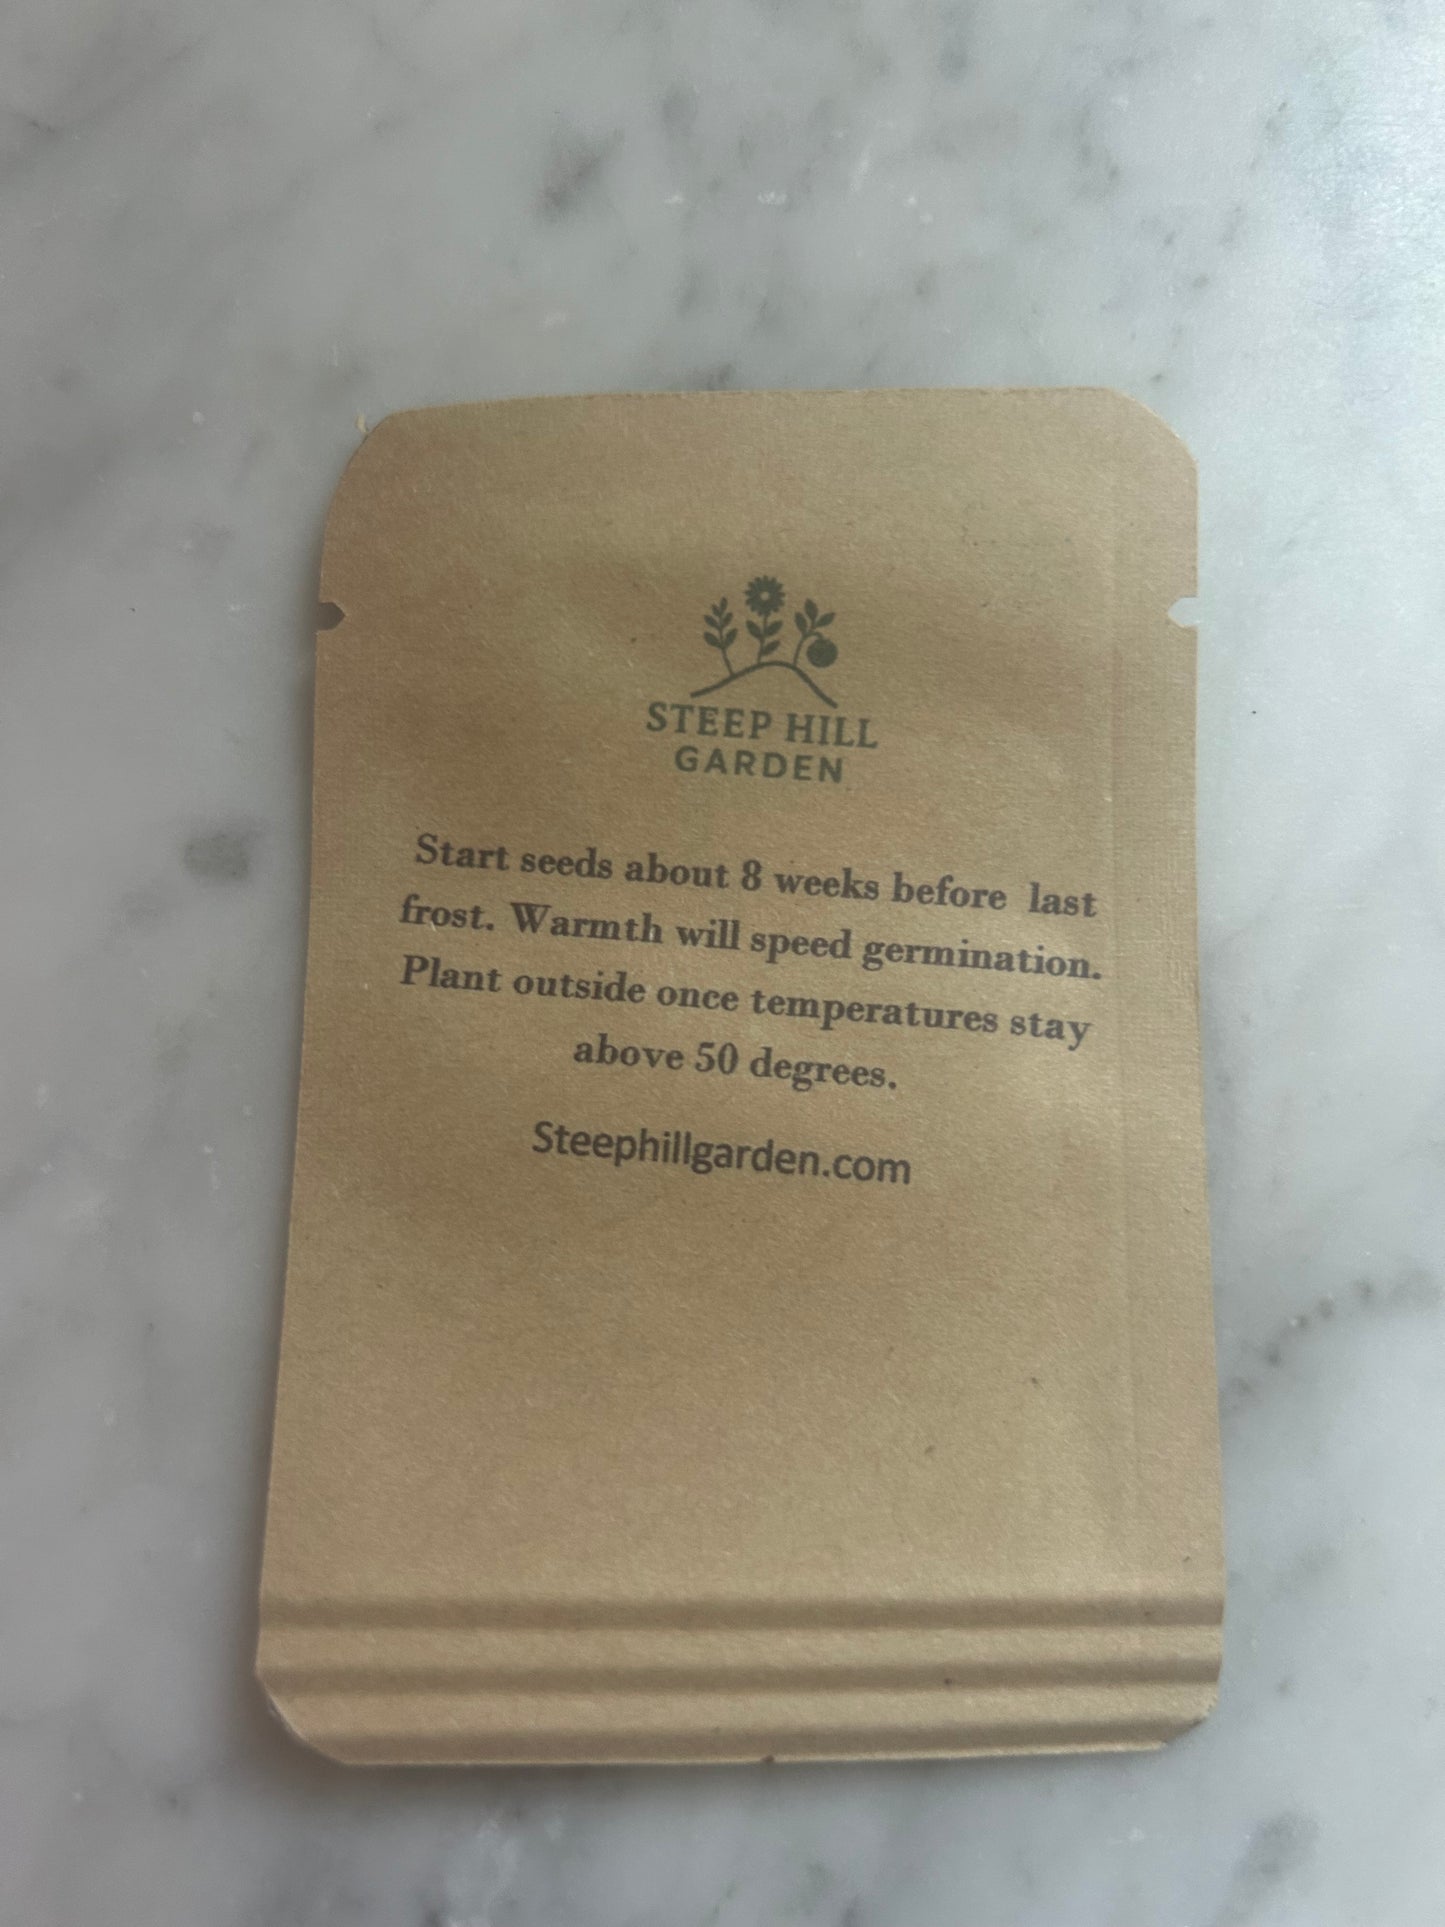 STEEP HILL
GARDEN
Start seeds about 8 weeks before last
frost. Warmth will speed germination.
Plant outside once temperatures stay
above 50 degrees.
Steephillgarden.com